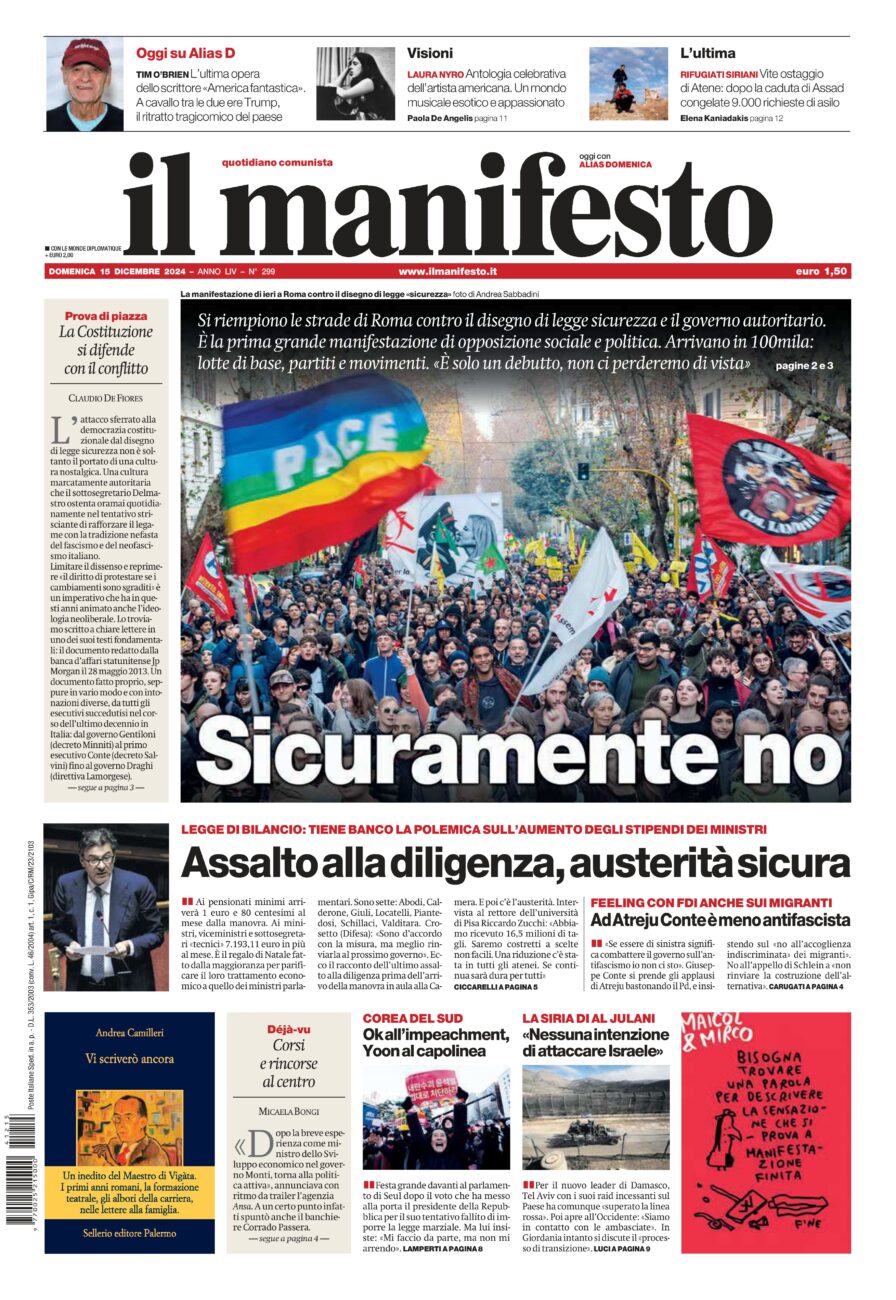 Oggi su Alias D
TIM O'BRIEN L'ultima opera
dello scrittore «America fantastica».
A cavallo tra le due ere Trump,
il ritratto tragicomico del paese
Visioni
LAURA NYRO Antologia celebrativa
dell'artista americana. Un mondo
musicale esotico e appassionato
Paola De Angelis pagina 11
L'ultima
RIFUGIATI SIRIANI Vite ostaggio
di Atene: dopo la caduta di Assad
congelate 9.000 richieste di asilo
Elena Kaniadakis pagina 12
quotidiano comunista
oggi con
ALIAS DOMENICA
il manifesto
■ CON LE MONDE DIPLOMATIQUE
+ EURO 2,00
DOMENICA 15 DICEMBRE 2024 – ANNO LIV – N° 299
www.ilmanifesto.it
euro 1,50
Prova di piazza
La Costituzione
si difende
con il conflitto
CLAUDIO DE FIORES
L'attacco sferrato alla
democrazia costitu-
zionale dal disegno
di legge sicurezza non è sol-
tanto il portato di una cultu-
ra nostalgica. Una cultura
marcatamente autoritaria
che il sottosegretario Delma-
stro ostenta oramai quotidia-
namente nel tentativo stri-
sciante di rafforzare il lega-
me con la tradizione nefasta
del fascismo e del neofasci-
smo italiano.
Limitare il dissenso e reprime-
re «il diritto di protestare se i
cambiamenti sono sgraditi» è
un imperativo che ha in que-
sti anni animato anche l'ideo-
logia neoliberale. Lo trovia-
mo scritto a chiare lettere in
uno dei suoi testi fondamenta-
li: il documento redatto dalla
banca d'affari statunitense Jp
Morgan il 28 maggio 2013. Un
documento fatto proprio, sep-
pure in vario modo e con into-
nazioni diverse, da tutti gli
esecutivi succedutisi nel cor-
so dell'ultimo decennio in
Italia: dal governo Gentiloni
(decreto Minniti) al primo
esecutivo Conte (decreto Sal-
vini) fino al governo Draghi
(direttiva Lamorgese).
— segue a pagina 3 —
La manifestazione di ieri a Roma contro il disegno di legge «sicurezza» foto di Andrea Sabbadini
Si riempiono le strade di Roma contro il disegno di legge sicurezza e il governo autoritario.
È la prima grande manifestazione di opposizione sociale e politica. Arrivano in 100mila:
lotte di base, partiti e movimenti. «È solo un debutto, non ci perderemo di vista» pagine 2 e 3
PACE
Sicuramente no
LEGGE DI BILANCIO: TIENE BANCO LA POLEMICA SULL'AUMENTO DEGLI STIPENDI DEI MINISTRI
Assalto alla diligenza, austerità sicura
Ai pensionati minimi arri-
verà 1 euro e 80 centesimi al
mese dalla manovra. Ai mini-
stri, viceministri e sottosegreta-
ri «tecnici» 7.193,11 euro in più
al mese. È il regalo di Natale fat-
to dalla maggioranza per parifi-
care il loro trattamento econo-
mico a quello dei ministri parla-
mentari. Sono sette: Abodi, Cal-
derone, Giuli, Locatelli, Piante-
dosi, Schillaci, Valditara. Cro-
setto (Difesa): «Sono d'accordo
con la misura, ma meglio rin-
viarla al prossimo governo». Ec-
co il racconto dell'ultimo assal-
to alla diligenza prima dell'arri-
vo della manovra in aula alla Ca-
mera. E poi c'è l'austerità. Inter-
vista al rettore dell'università
di Pisa Riccardo Zucchi: «Abbia-
mo ricevuto 16,5 milioni di ta-
gli. Saremo costretti a scelte
non facili. Una riduzione c'è sta-
ta in tutti gli atenei. Se conti-
nua sarà dura per tutti»
CICCARELLI A PAGINA 5
FEELING CON FDI ANCHE SUI MIGRANTI
Ad Atreju Conte è meno antifascista
«Se essere di sinistra signifi-
ca combattere il governo sull'an-
tifascismo io non ci sto». Giusep-
pe Conte si prende gli applausi
di Atreju bastonando il Pd, e insi-
stendo sul «no all'accoglienza
indiscriminata» dei migranti».
No all'appello di Schlein a «non
rinviare la costruzione dell'al-
ternativa». CARUGATI A PAGINA 4
Poste Italiane Sped. in a. p. - D.L. 353/2003 (conv. L. 46/2004) art. 1, c. 1, Gipa/C/RM/23/2103
41215
9 770025 215000
Andrea Camilleri
Vi scriverò ancora
Un inedito del Maestro di Vigàta.
I primi anni romani, la formazione
teatrale, gli albori della carriera,
nelle lettere alla famiglia.
Sellerio editore Palermo
Déjà-vu
Corsi
e rincorse
al centro
MICAELA BONGI
«Dopo la breve espe-
rienza come mi-
nistro dello Svi-
luppo economico nel gover-
no Monti, torna alla politi-
ca attiva», annunciava con
ritmo da trailer l'agenzia
Ansa. A un certo punto infat-
ti spuntò anche il banchie-
re Corrado Passera.
— segue a pagina 4 —
COREA DEL SUD
Ok all'impeachment,
Yoon al capolinea
Festa grande davanti al parlamen-
to di Seul dopo il voto che ha messo
alla porta il presidente della Repub-
blica per il suo tentativo fallito di im-
porre la legge marziale. Ma lui insi-
ste: «Mi faccio da parte, ma non mi
arrendo». LAMPERTI A PAGINA 8
LA SIRIA DI AL JULANI
«Nessuna intenzione
di attaccare Israele»
Per il nuovo leader di Damasco,
Tel Aviv con i suoi raid incessanti sul
Paese ha comunque «superato la linea
rossa». Poi apre all'Occidente: «Siamo
in contatto con le ambasciate». In
Giordania intanto si discute il «proces-
so di transizione». LUCI A PAGINA 9
MAICOL
& MIRCO
BISOGNA
TROVARE
UNA PAROLA
PER DESCRIVERE
LA SENSAZIO-
NE CHE SI
PROVA A
MANIFESTA-
ZIONE
FINITA
FINE